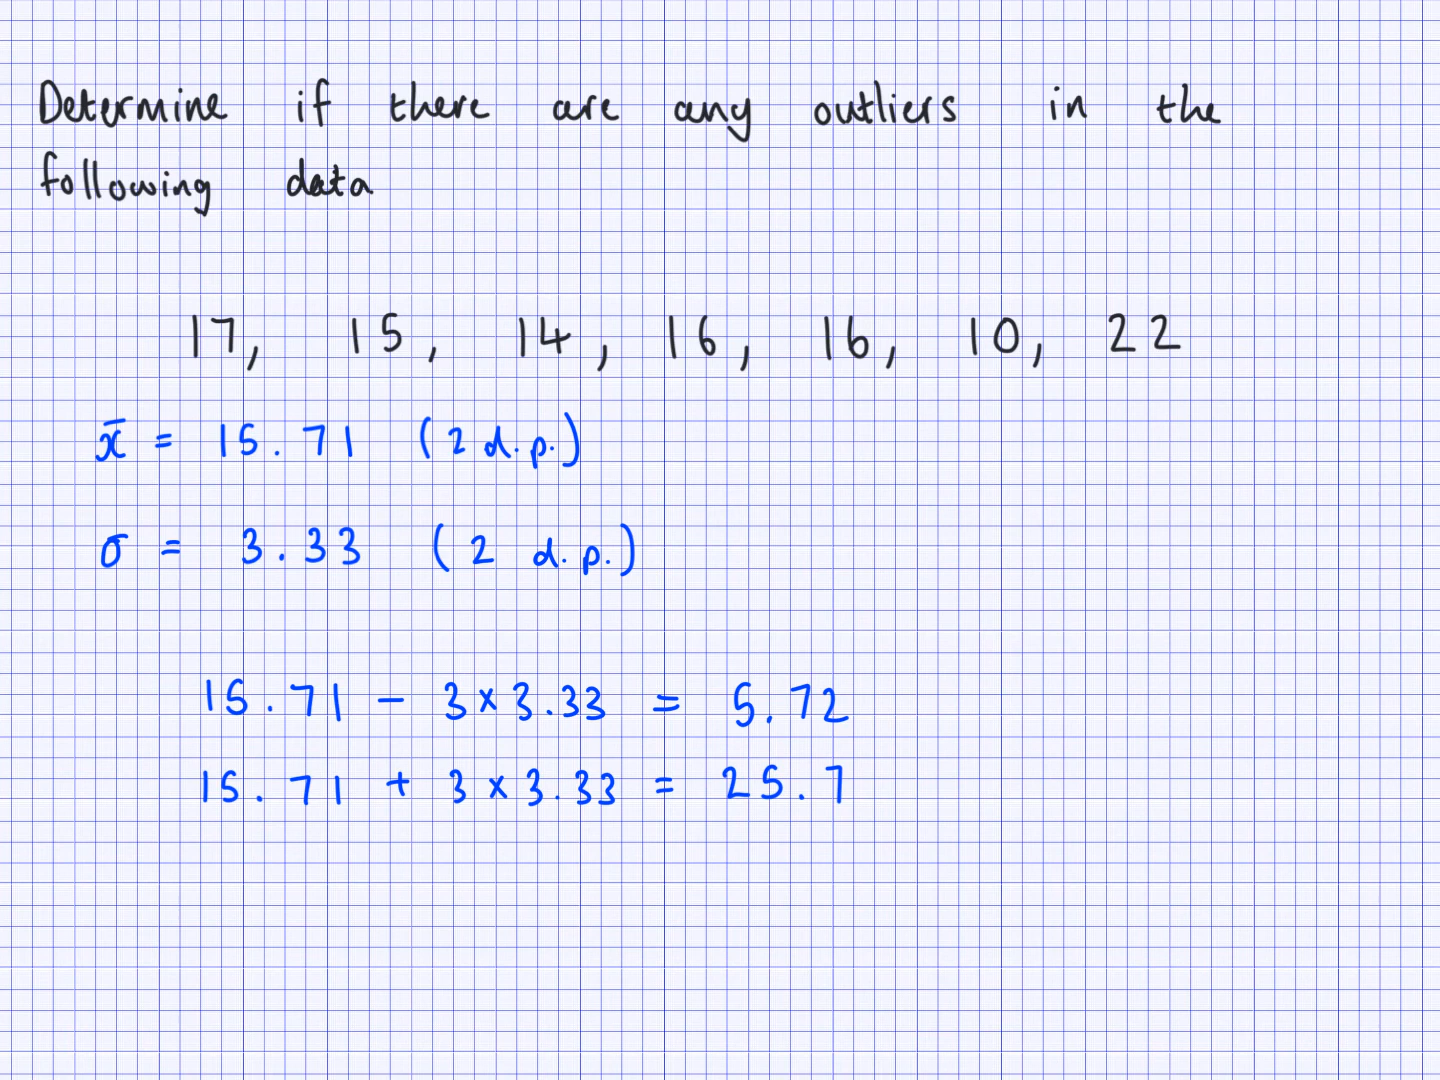 Determine if there are any outliers in the
following data
17, 15, 14, 16, 16, 10, 22
x̄ = 15.71 (2 d.p.)
σ = 3.33 (2 d.p.)
15.71 - 3 × 3.33 = 5.72
15.71 + 3 × 3.33 = 25.7